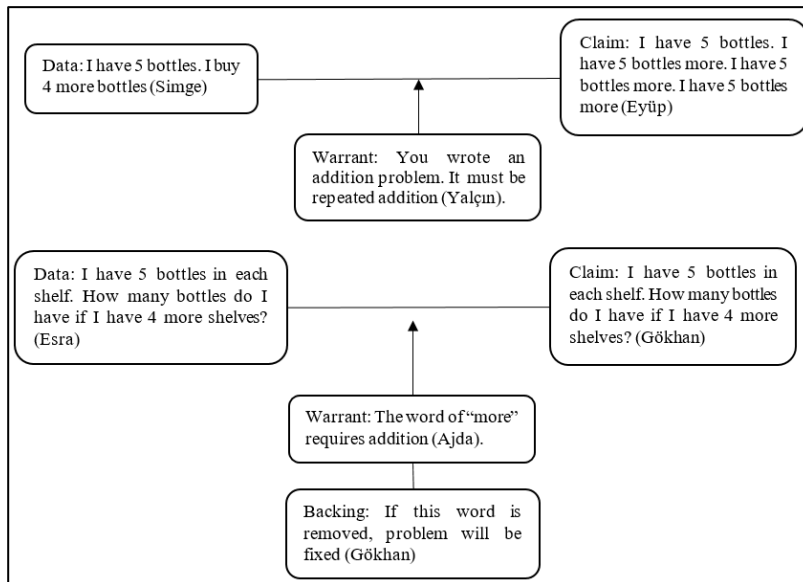 Data: I have 5 bottles. I buy
4 more bottles (Simge)
Claim: I have 5 bottles. I
have 5 bottles more. I have 5
bottles more. I have 5 bottles
more (Eyüp)
Warrant: You wrote an
addition problem. It must be
repeated addition (Yalçın).
Data: I have 5 bottles in each
shelf. How many bottles do I
have if I have 4 more shelves?
(Esra)
Claim: I have 5 bottles in
each shelf. How many bottles
do I have if I have 4 more
shelves? (Gökhan)
Warrant: The word of “more”
requires addition (Ajda).
Backing: If this word is
removed, problem will be
fixed (Gökhan)